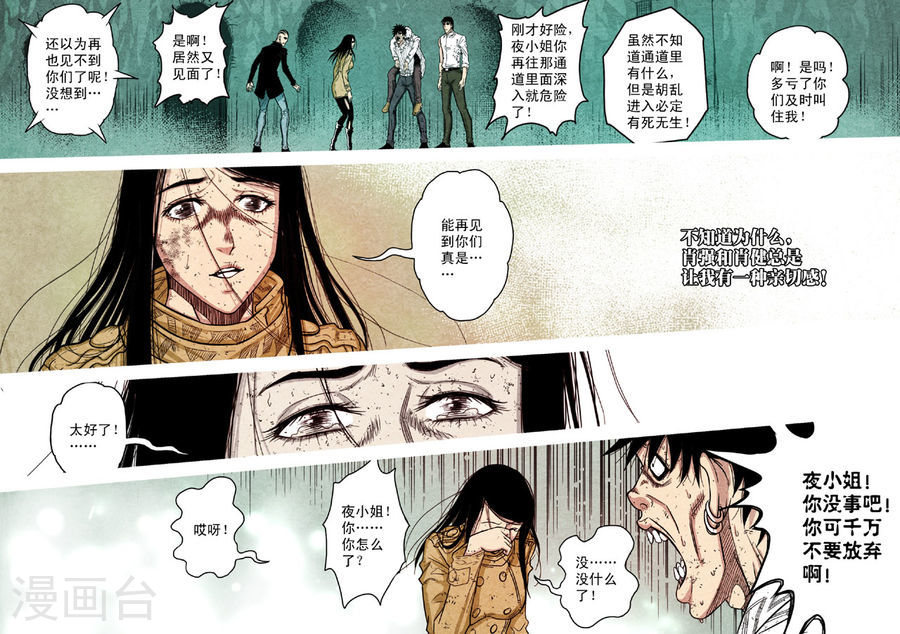 还以为再
也见不到
你们了呢！
没想到…
……
是啊！
居然又
见面了！
刚才好险，
夜小姐你
再往那通
道里面深
入就危险
了！
虽然不知
道通道里
有什么，
但是胡乱
进入必定
有死无生！
啊！是吗！
多亏了你
们及时叫
住我！
能再见
到你们
真是…
……
不知道为什么，
肖强和肖健总是
让我有一种亲切感！
太好了！
……
哎呀！
夜小姐！
你……
你怎么
了？
没……
没什么
了！
夜小姐！
你没事吧！
你可千万
不要放弃
啊！
漫画台